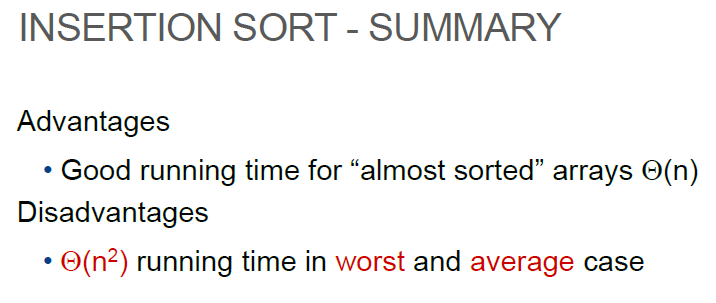 INSERTION SORT - SUMMARY
Advantages
• Good running time for “almost sorted” arrays Θ(n)
Disadvantages
• Θ(n²) running time in worst and average case